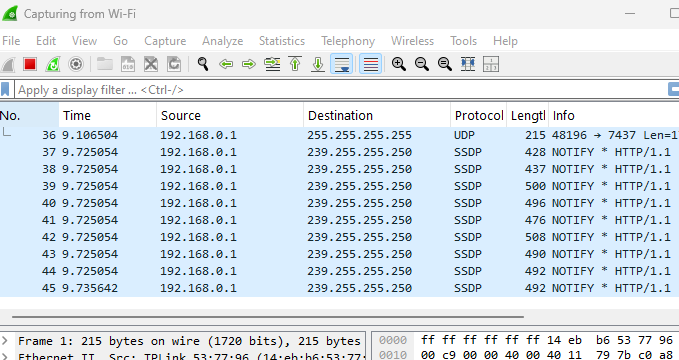 Capturing from Wi-Fi
File Edit View Go Capture Analyze Statistics Telephony Wireless Tools Help
Apply a display filter ... <Ctrl-/>
No. Time Source Destination Protocol Lengtl Info
36 9.106504 192.168.0.1 255.255.255.255 UDP 215 48196 → 7437 Len=1
37 9.725054 192.168.0.1 239.255.255.250 SSDP 428 NOTIFY * HTTP/1.1
38 9.725054 192.168.0.1 239.255.255.250 SSDP 437 NOTIFY * HTTP/1.1
39 9.725054 192.168.0.1 239.255.255.250 SSDP 500 NOTIFY * HTTP/1.1
40 9.725054 192.168.0.1 239.255.255.250 SSDP 496 NOTIFY * HTTP/1.1
41 9.725054 192.168.0.1 239.255.255.250 SSDP 476 NOTIFY * HTTP/1.1
42 9.725054 192.168.0.1 239.255.255.250 SSDP 508 NOTIFY * HTTP/1.1
43 9.725054 192.168.0.1 239.255.255.250 SSDP 490 NOTIFY * HTTP/1.1
44 9.725054 192.168.0.1 239.255.255.250 SSDP 492 NOTIFY * HTTP/1.1
45 9.735642 192.168.0.1 239.255.255.250 SSDP 492 NOTIFY * HTTP/1.1
Frame 1: 215 bytes on wire (1720 bits), 215 bytes
0000 ff ff ff ff ff ff 14 eb b6 53 77 96
Ethernet II, Src: TPLink 53:77:96 (14:eb:b6:53:77:
0010 00 c9 00 00 40 00 40 11 79 7b c0 a8